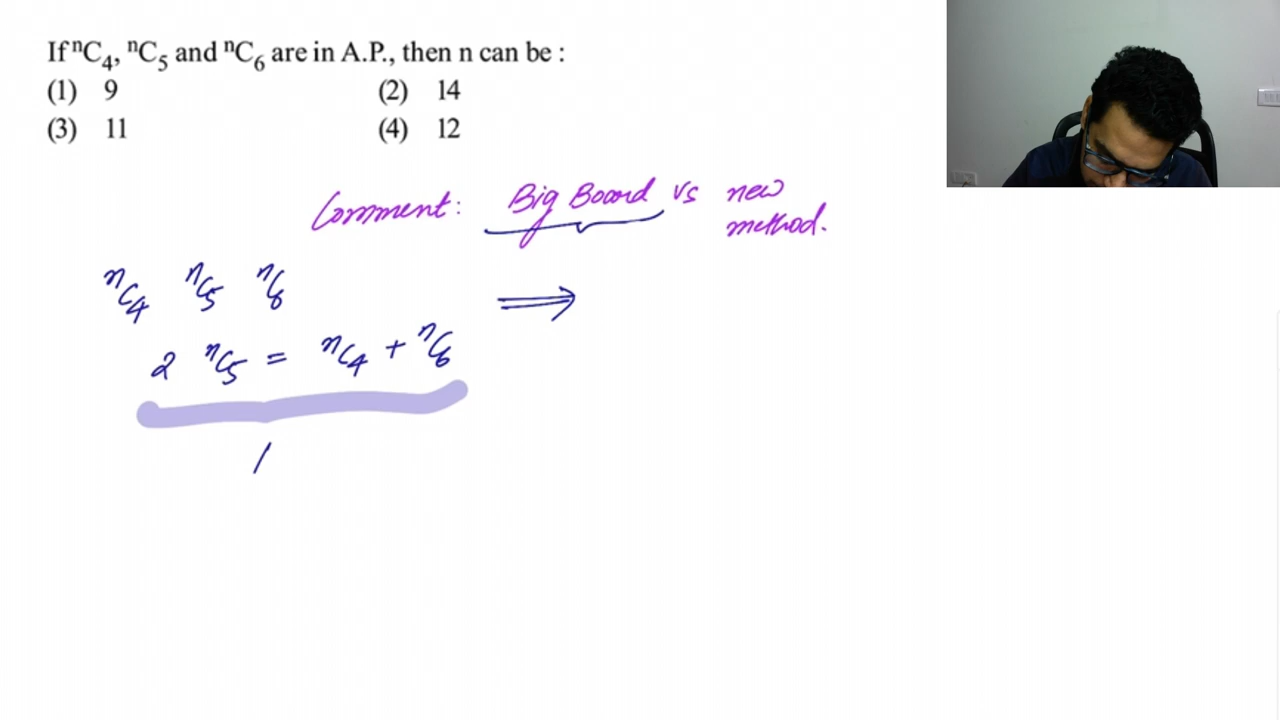 If ⁿC₄, ⁿC₅ and ⁿC₆ are in A.P., then n can be :
(1) 9 (2) 14
(3) 11 (4) 12
Comment: Big Board vs new
method.
ⁿC₄ ⁿC₅ ⁿC₆ ⟹
2 ⁿC₅ = ⁿC₄ + ⁿC₆